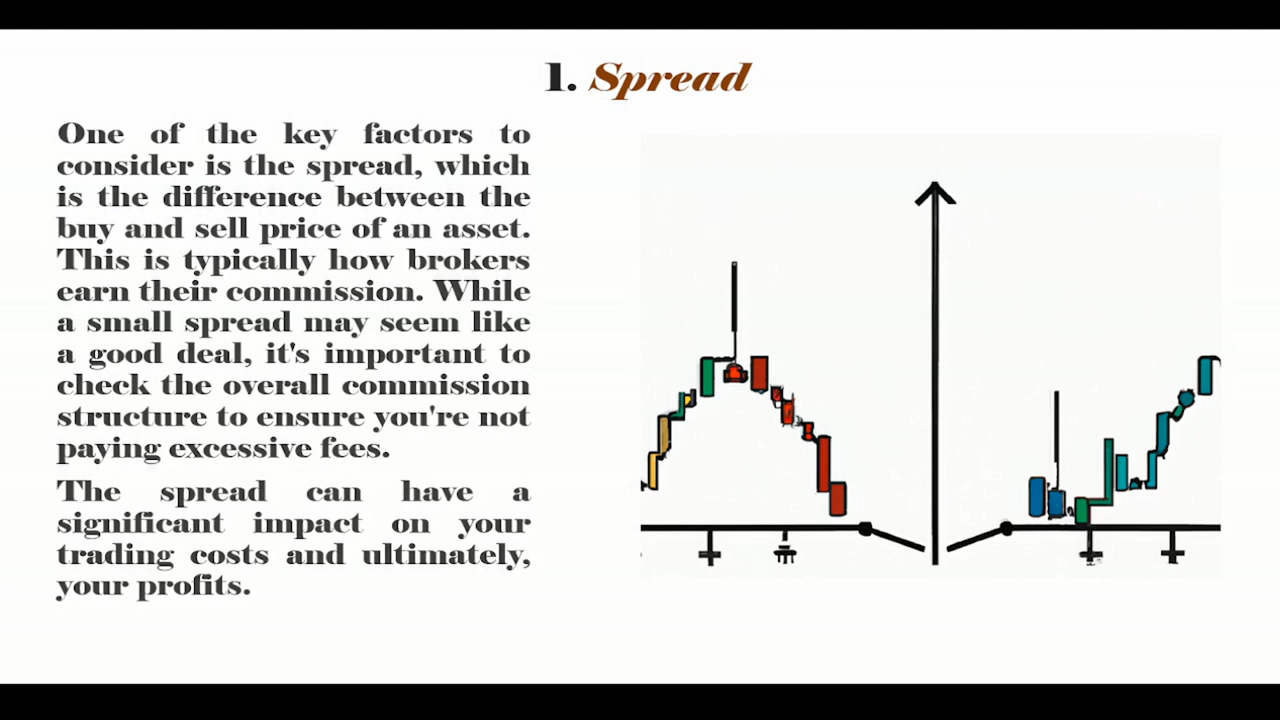 1. Spread
One of the key factors to
consider is the spread, which
is the difference between the
buy and sell price of an asset.
This is typically how brokers
earn their commission. While
a small spread may seem like
a good deal, it's important to
check the overall commission
structure to ensure you're not
paying excessive fees.
The spread can have a
significant impact on your
trading costs and ultimately,
your profits.